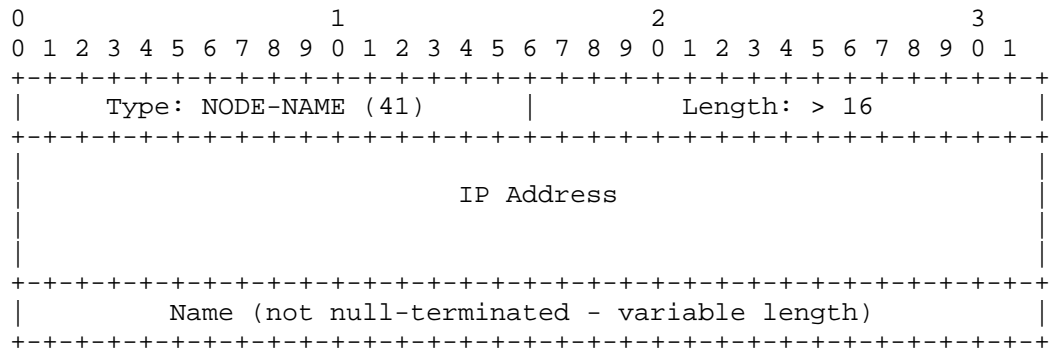 0                   1                   2                   3
0 1 2 3 4 5 6 7 8 9 0 1 2 3 4 5 6 7 8 9 0 1 2 3 4 5 6 7 8 9 0 1
+-+-+-+-+-+-+-+-+-+-+-+-+-+-+-+-+-+-+-+-+-+-+-+-+-+-+-+-+-+-+-+-+
|     Type: NODE-NAME (41)      |         Length: > 16          |
+-+-+-+-+-+-+-+-+-+-+-+-+-+-+-+-+-+-+-+-+-+-+-+-+-+-+-+-+-+-+-+-+
|                                                               |
|                           IP Address                          |
|                                                               |
|                                                               |
+-+-+-+-+-+-+-+-+-+-+-+-+-+-+-+-+-+-+-+-+-+-+-+-+-+-+-+-+-+-+-+-+
|         Name (not null-terminated - variable length)          |
+-+-+-+-+-+-+-+-+-+-+-+-+-+-+-+-+-+-+-+-+-+-+-+-+-+-+-+-+-+-+-+-+